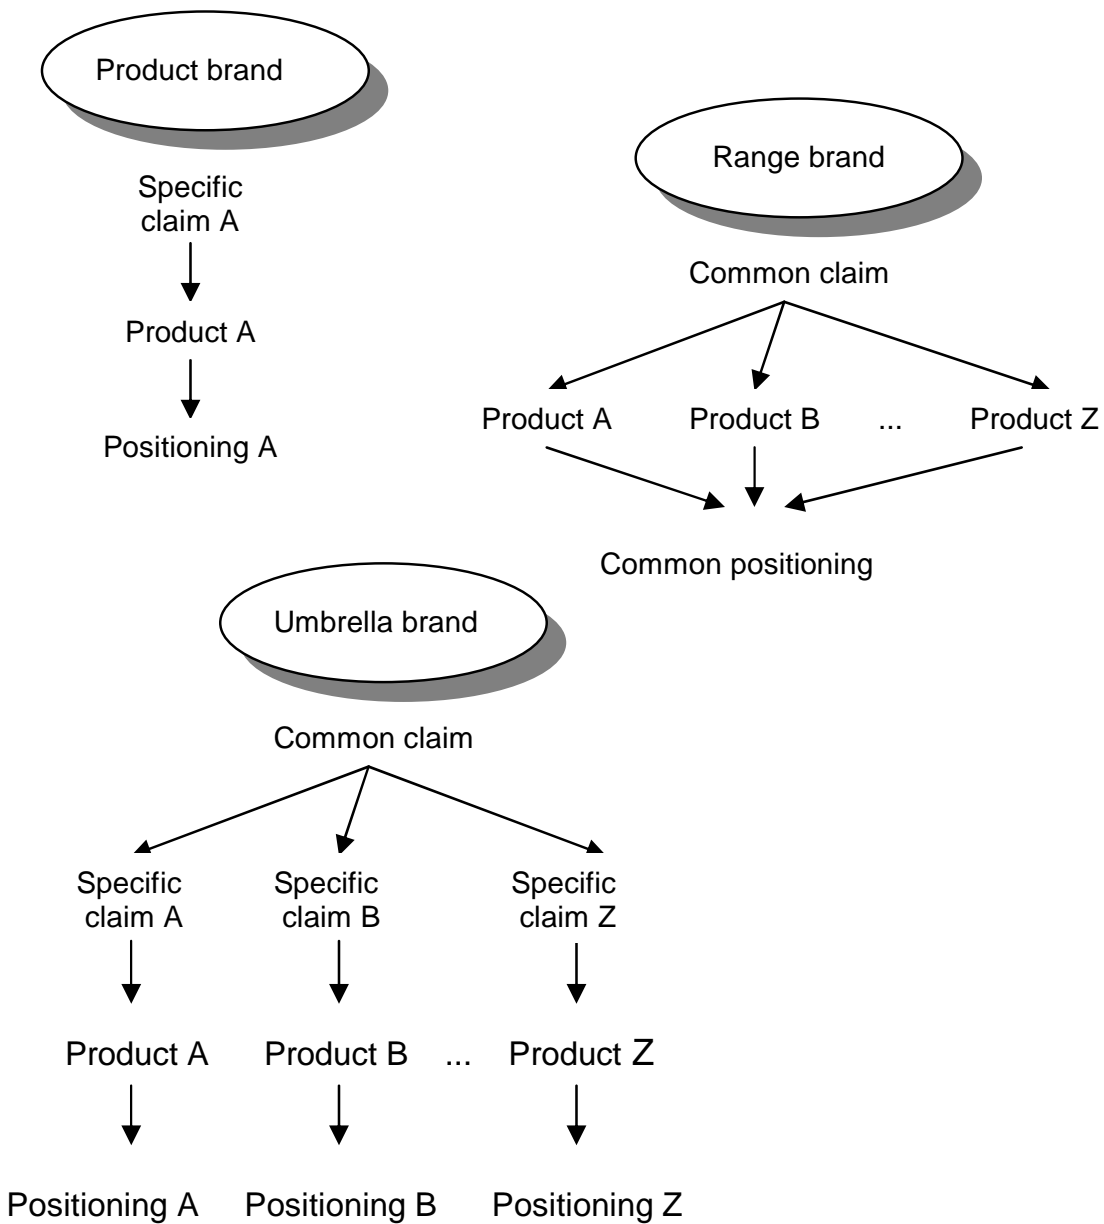 Product brand
Specific
claim A
Product A
Positioning A
Range brand
Common claim
Product A Product B ... Product Z
Common positioning
Umbrella brand
Common claim
Specific Specific Specific
claim A claim B claim Z
Product A Product B ... Product Z
Positioning A Positioning B Positioning Z